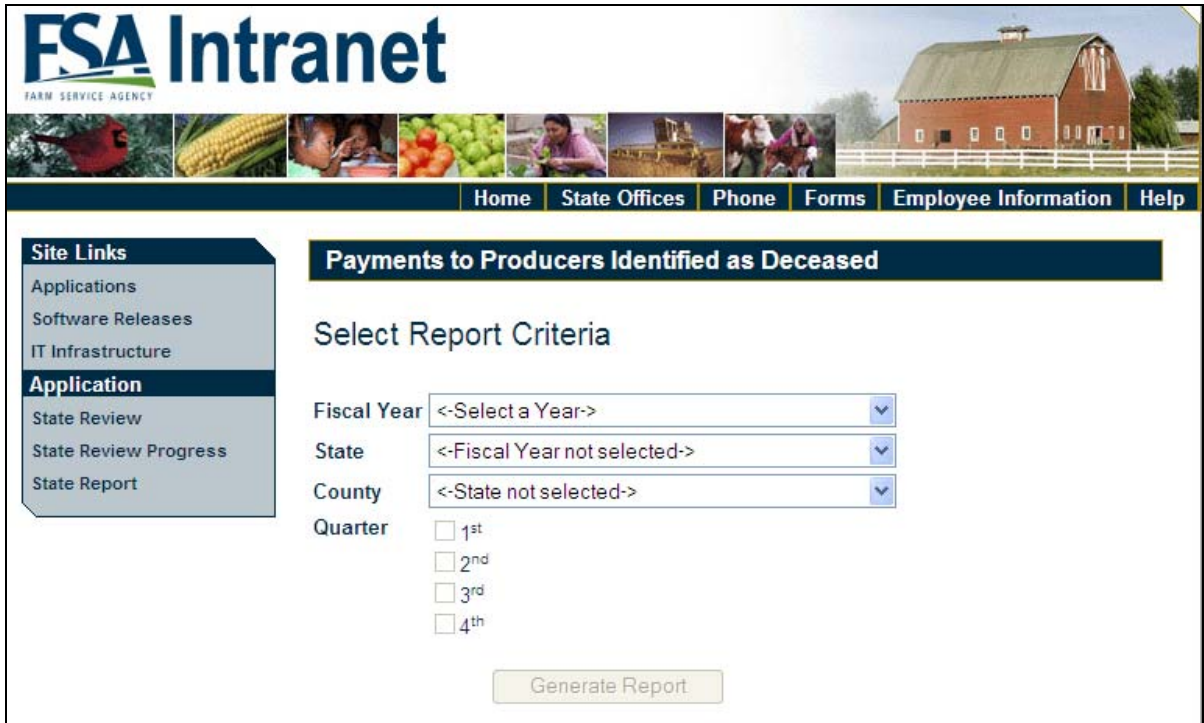 FSA Intranet
FARM SERVICE AGENCY
Home State Offices Phone Forms Employee Information Help
Site Links
Applications
Software Releases
IT Infrastructure
Application
State Review
State Review Progress
State Report
Payments to Producers Identified as Deceased
Select Report Criteria
Fiscal Year <-Select a Year->
State <-Fiscal Year not selected->
County <-State not selected->
Quarter 1st
2nd
3rd
4th
Generate Report